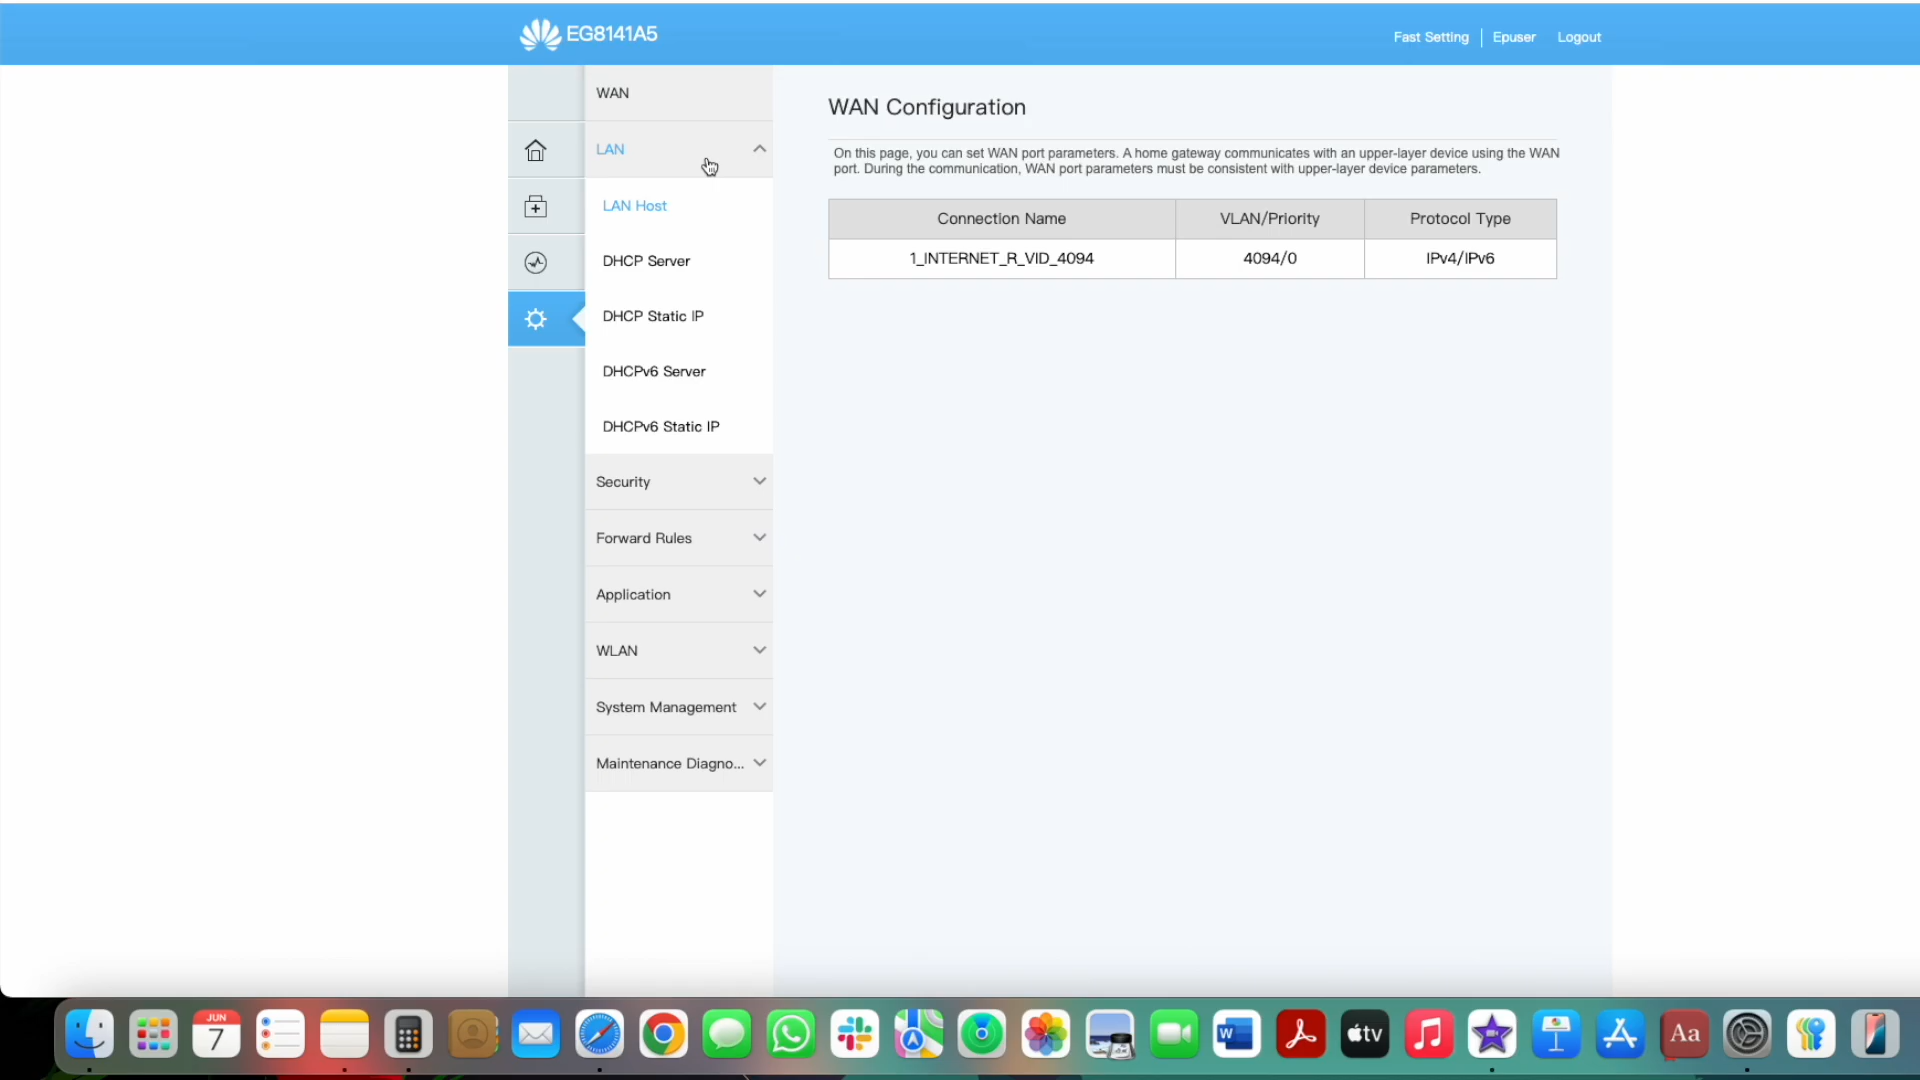 EG8141A5
Fast Setting
Epuser
Logout
WAN
LAN
LAN Host
DHCP Server
DHCP Static IP
DHCPv6 Server
DHCPv6 Static IP
Security
Forward Rules
Application
WLAN
System Management
Maintenance Diagno...
WAN Configuration
On this page, you can set WAN port parameters. A home gateway communicates with an upper-layer device using the WAN
port. During the communication, WAN port parameters must be consistent with upper-layer device parameters.
Connection Name VLAN/Priority Protocol Type
1_INTERNET_R_VID_4094 4094/0 IPv4/IPv6
JUN
7
W
tv
Aa